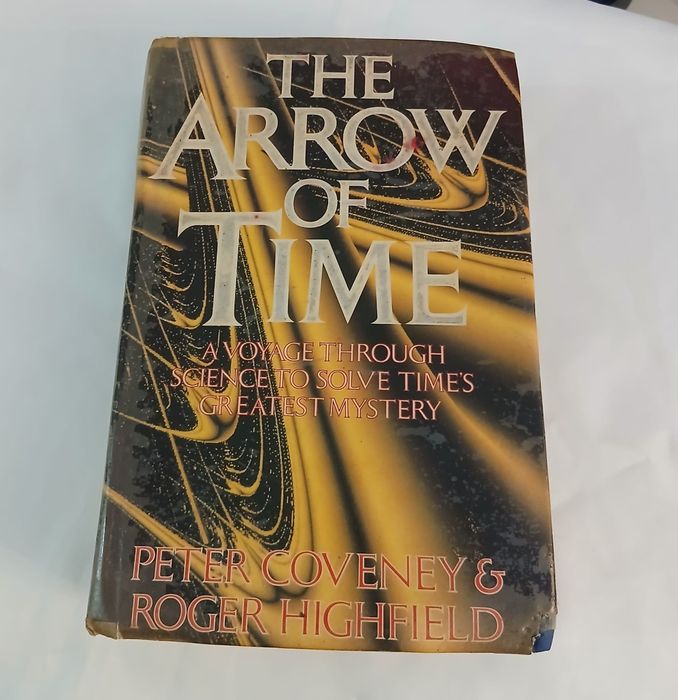 THE
ARROW
OF
TIME
A VOYAGE THROUGH
SCIENCE TO SOLVE TIME'S
GREATEST MYSTERY
PETER COVENEY &
ROGER HIGHFIELD